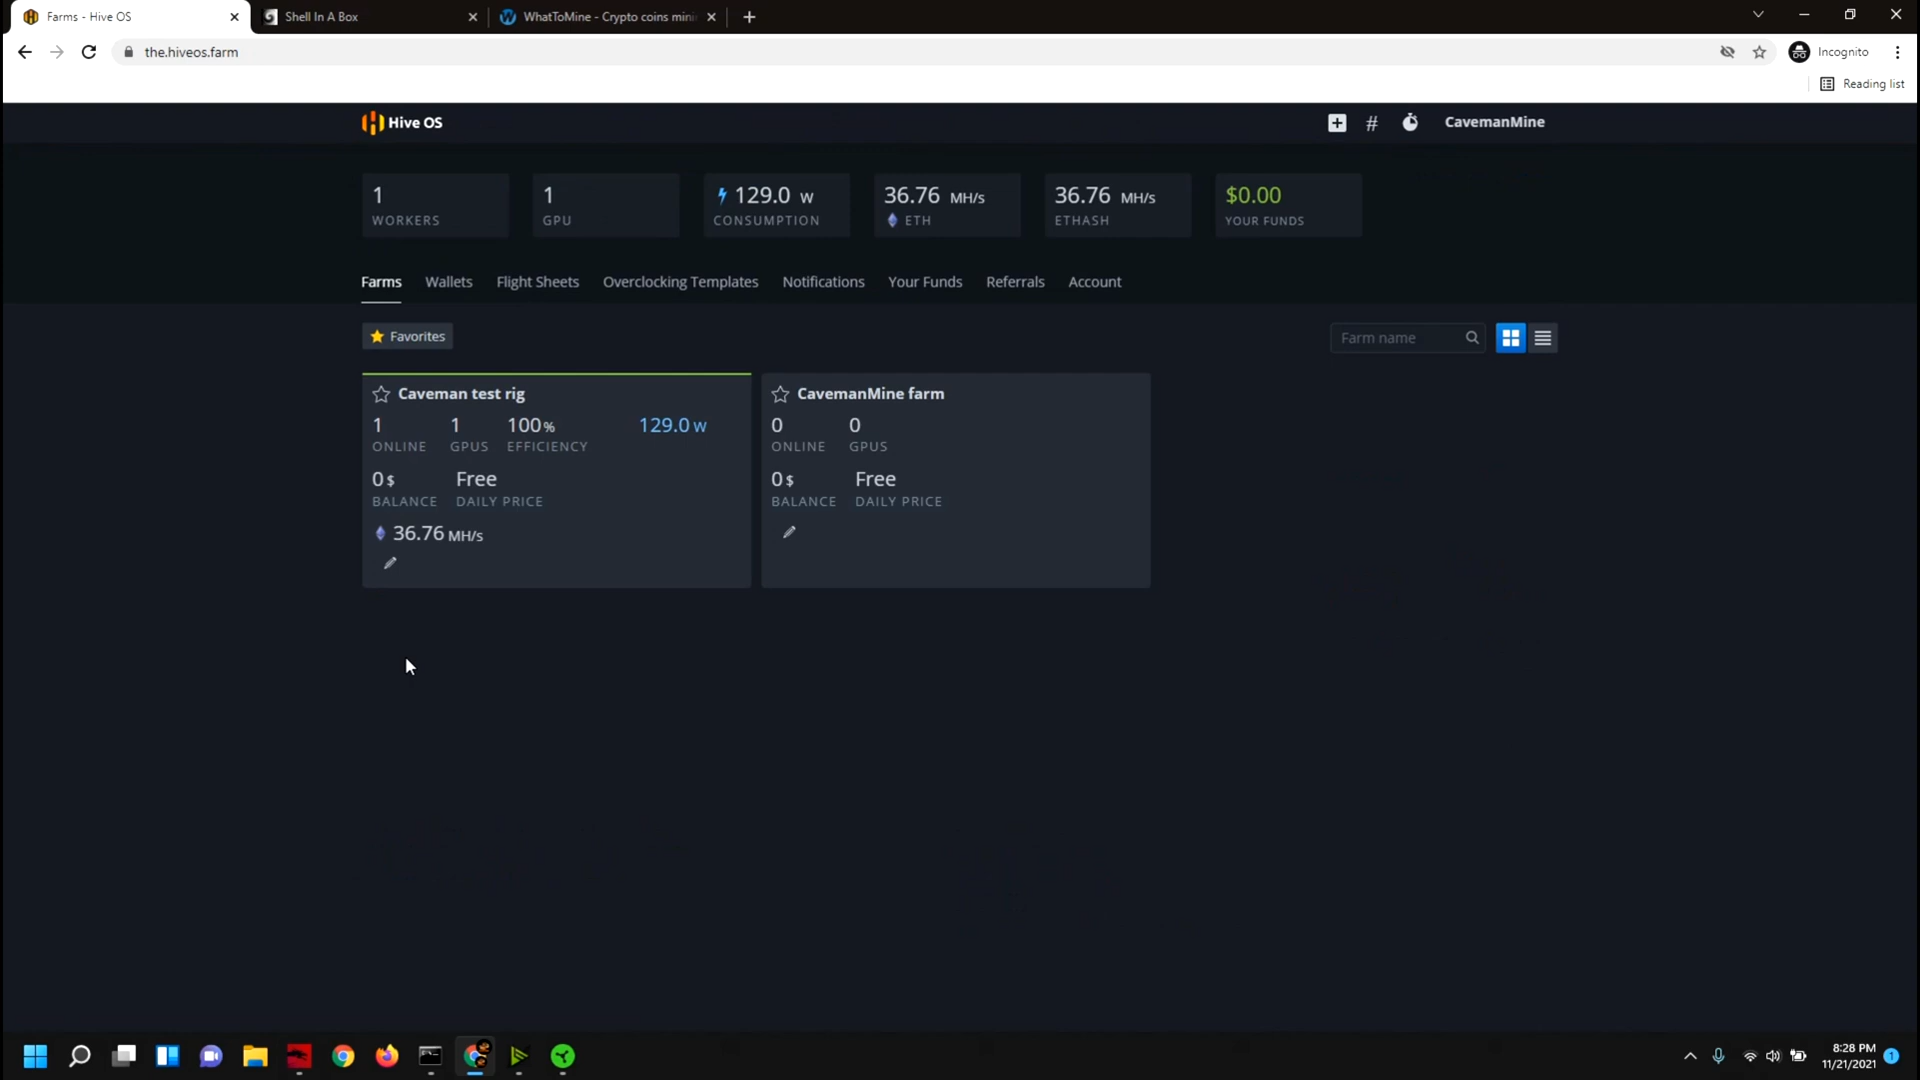 Farms - Hive OS
Shell In A Box
WhatToMine - Crypto coins mini
the.hiveos.farm
Incognito
Reading list
Hive OS
#
CavemanMine
1
WORKERS
1
GPU
129.0 W
CONSUMPTION
36.76 MH/s
ETH
36.76 MH/s
ETHASH
$0.00
YOUR FUNDS
Farms
Wallets
Flight Sheets
Overclocking Templates
Notifications
Your Funds
Referrals
Account
Favorites
Farm name
Caveman test rig
1 1 100% 129.0 W
ONLINE GPUS EFFICIENCY
0$ Free
BALANCE DAILY PRICE
36.76 MH/s
CavemanMine farm
0 0
ONLINE GPUS
0$ Free
BALANCE DAILY PRICE
8:28 PM
11/21/2021
1